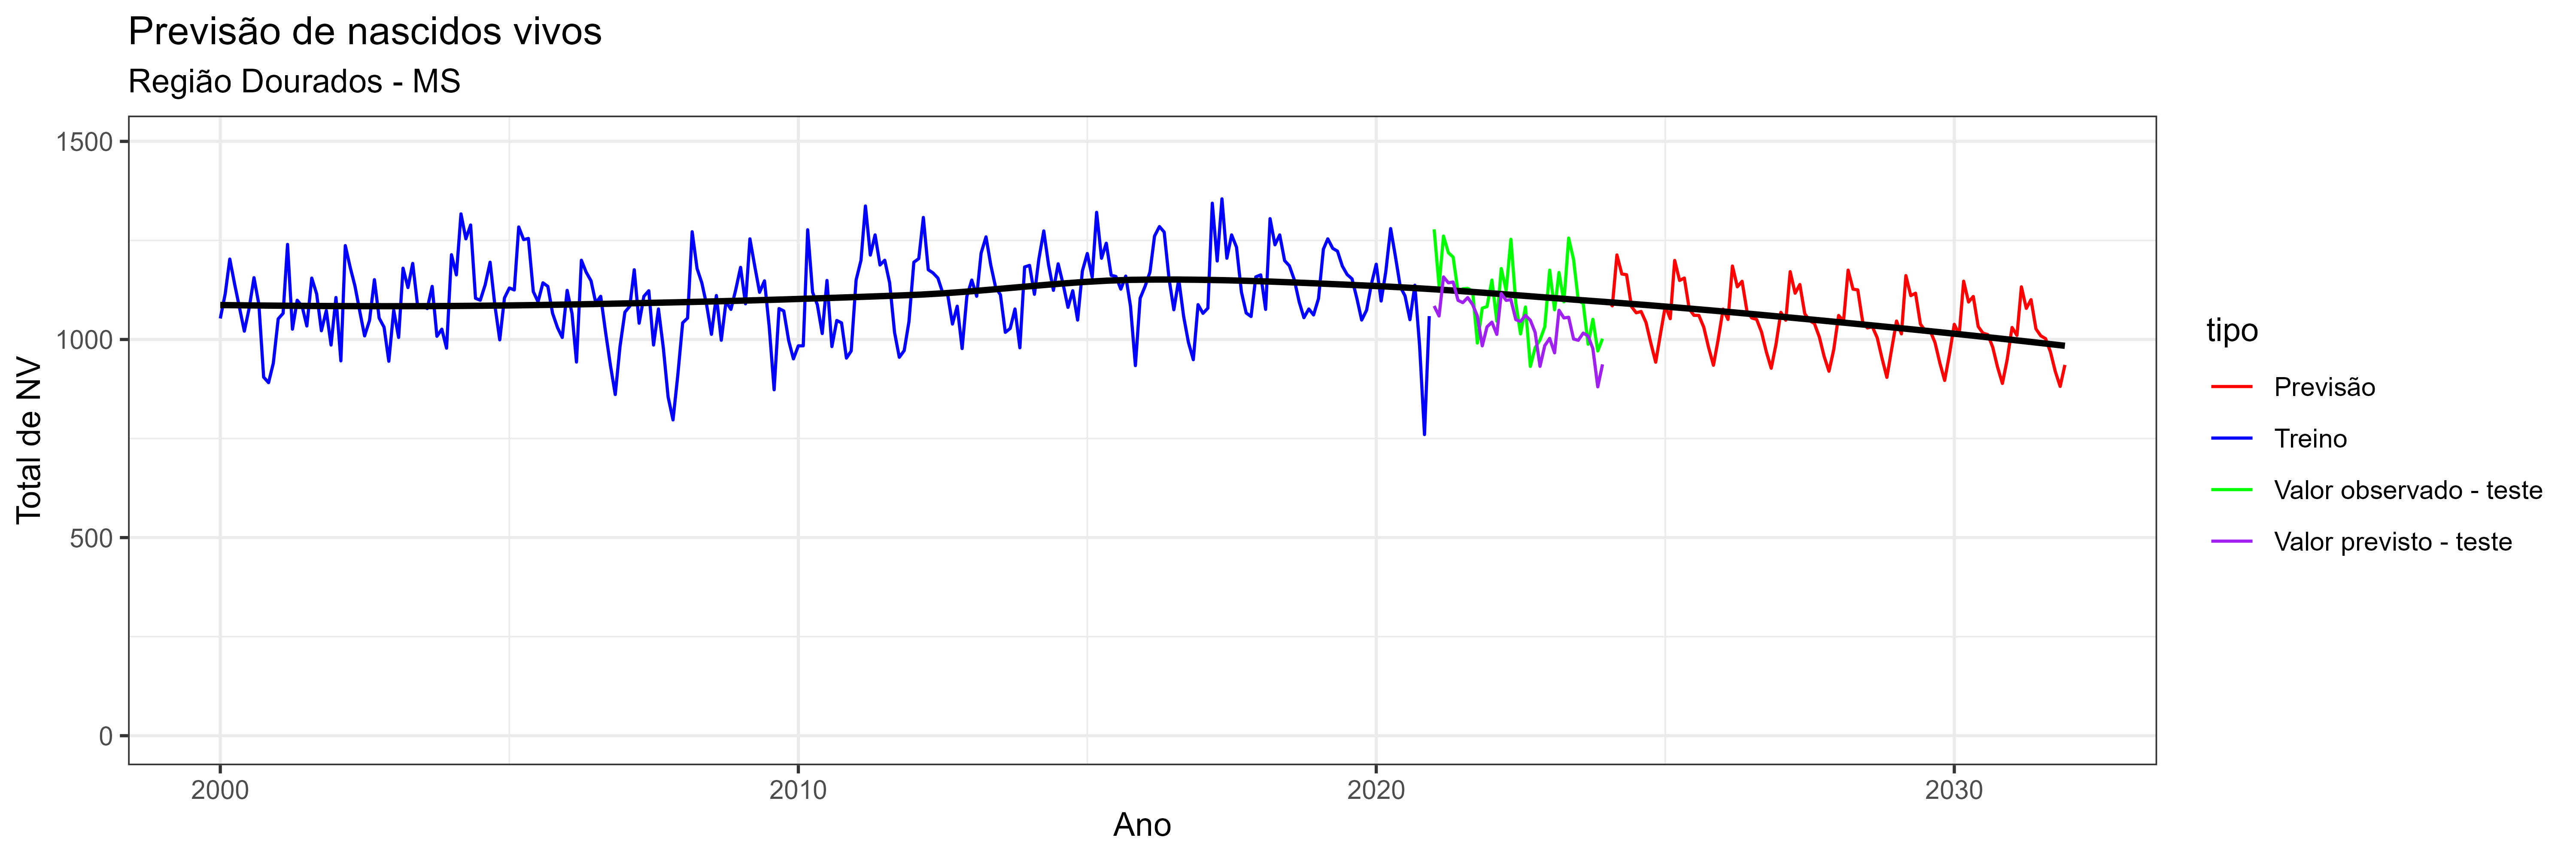 Previsão de nascidos vivos
Região Dourados - MS
1500
1000
500
0
Total de NV
2000
2010
2020
2030
Ano
tipo
Previsão
Treino
Valor observado - teste
Valor previsto - teste